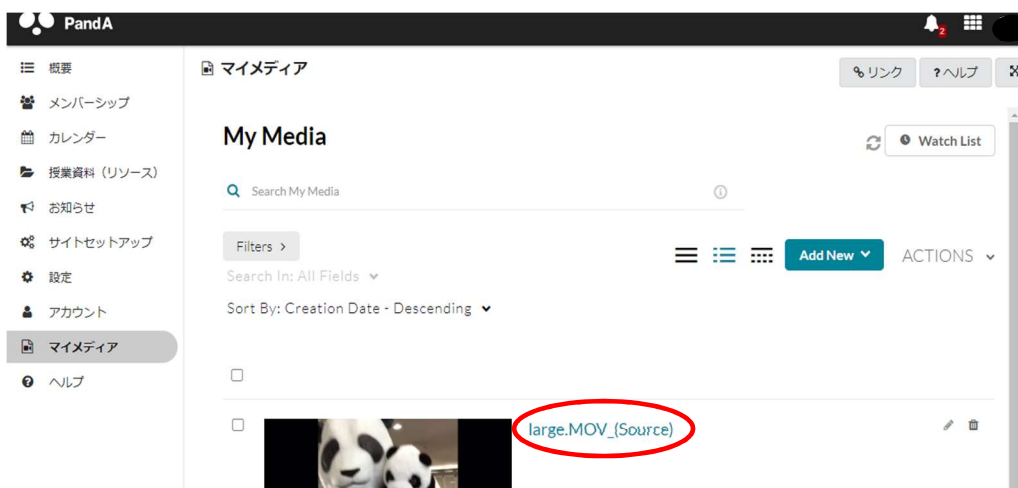 PandA
2
概要
メンバーシップ
カレンダー
授業資料（リソース）
お知らせ
サイトセットアップ
設定
アカウント
マイメディア
ヘルプ
マイメディア
リンク
?ヘルプ
My Media
Watch List
Search My Media
Filters >
Add New
ACTIONS
Search In: All Fields
Sort By: Creation Date - Descending
large.MOV_(Source)